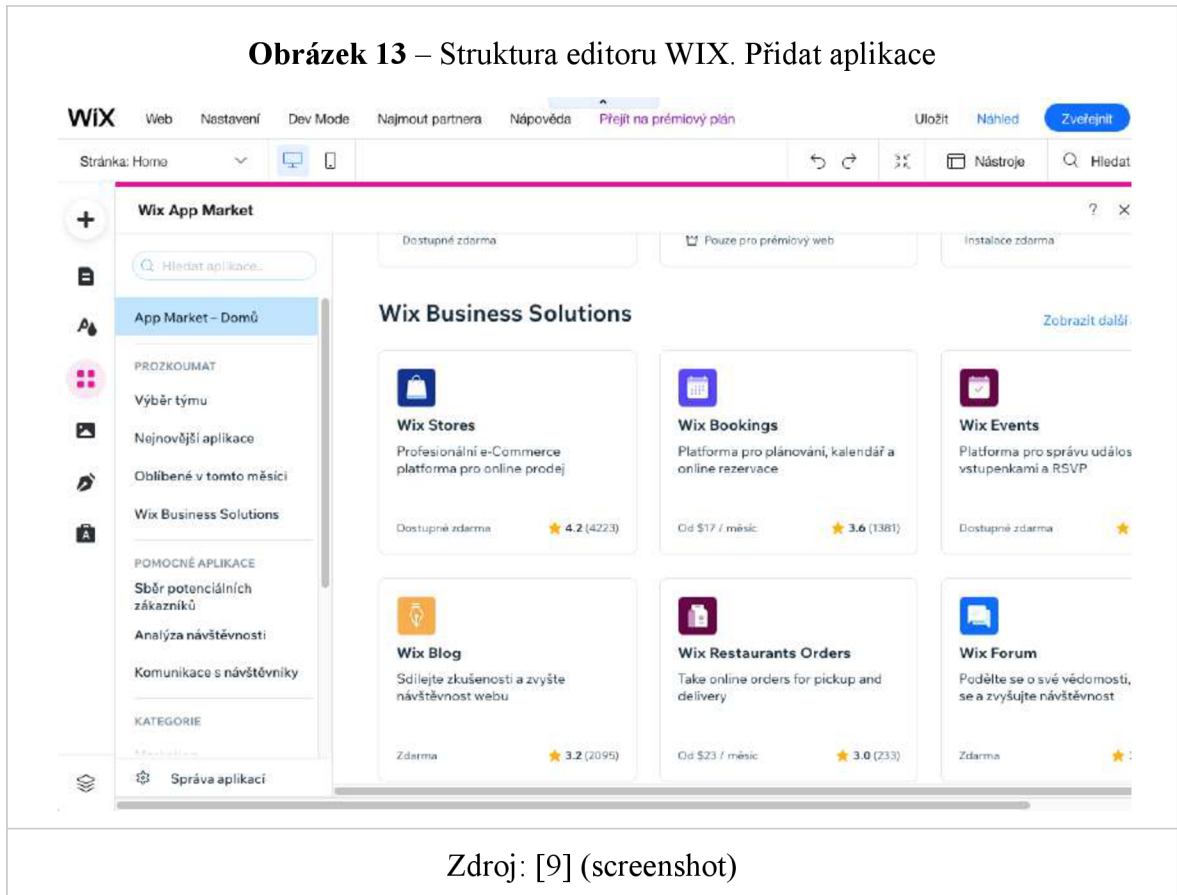 Obrázek 13 – Struktura editoru WIX. Přidat aplikace
WiX Web Nastavení Dev Mode Najmout partnera Nápověda Přejít na prémiový plán Uložit Náhled Zveřejnit
Stránka: Home Nástroje Hledat
Wix App Market ? ×
Hledat aplikace..
App Market – Domů
PROZKOUMAT
Výběr týmu
Nejnovější aplikace
Oblíbené v tomto měsíci
Wix Business Solutions
POMOCNÉ APLIKACE
Sběr potenciálních
zákazníků
Analýza návštěvnosti
Komunikace s návštěvníky
KATEGORIE
Marketing
Správa aplikací
Dostupné zdarma
Pouze pro prémiový web
Instalace zdarma
Wix Business Solutions
Zobrazit další
Wix Stores
Profesionální e-Commerce
platforma pro online prodej
Dostupné zdarma 4.2 (4223)
Wix Bookings
Platforma pro plánování, kalendář a
online rezervace
Od $17 / měsíc 3.6 (1381)
Wix Events
Platforma pro správu událos
vstupenkami a RSVP
Dostupné zdarma
Wix Blog
Sdílejte zkušenosti a zvyšte
návštěvnost webu
Zdarma 3.2 (2095)
Wix Restaurants Orders
Take online orders for pickup and
delivery
Od $23 / měsíc 3.0 (233)
Wix Forum
Podělte se o své vědomosti,
se a zvyšujte návštěvnost
Zdarma
Zdroj: [9] (screenshot)